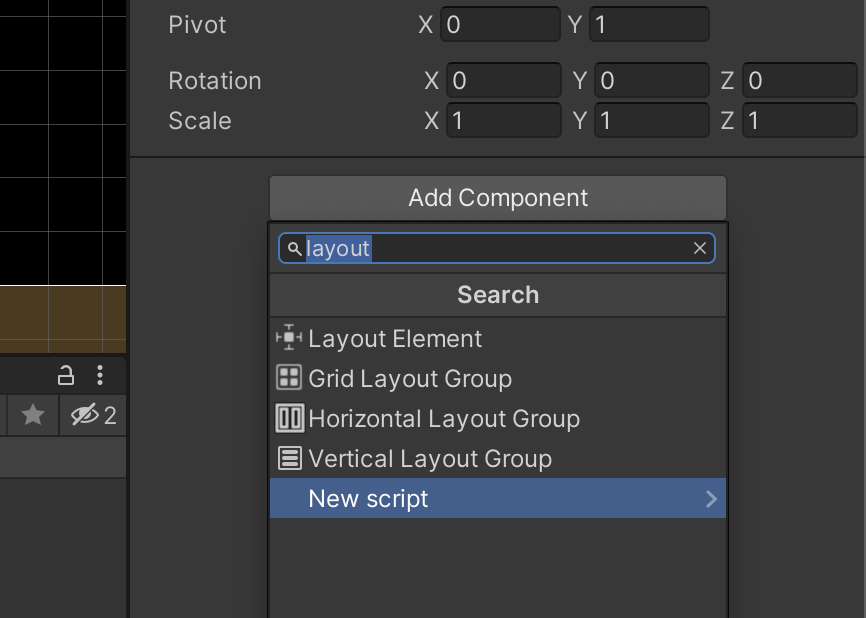 Pivot X 0 Y 1
Rotation X 0 Y 0 Z 0
Scale X 1 Y 1 Z 1
Add Component
layout
Search
Layout Element
Grid Layout Group
Horizontal Layout Group
Vertical Layout Group
New script
2